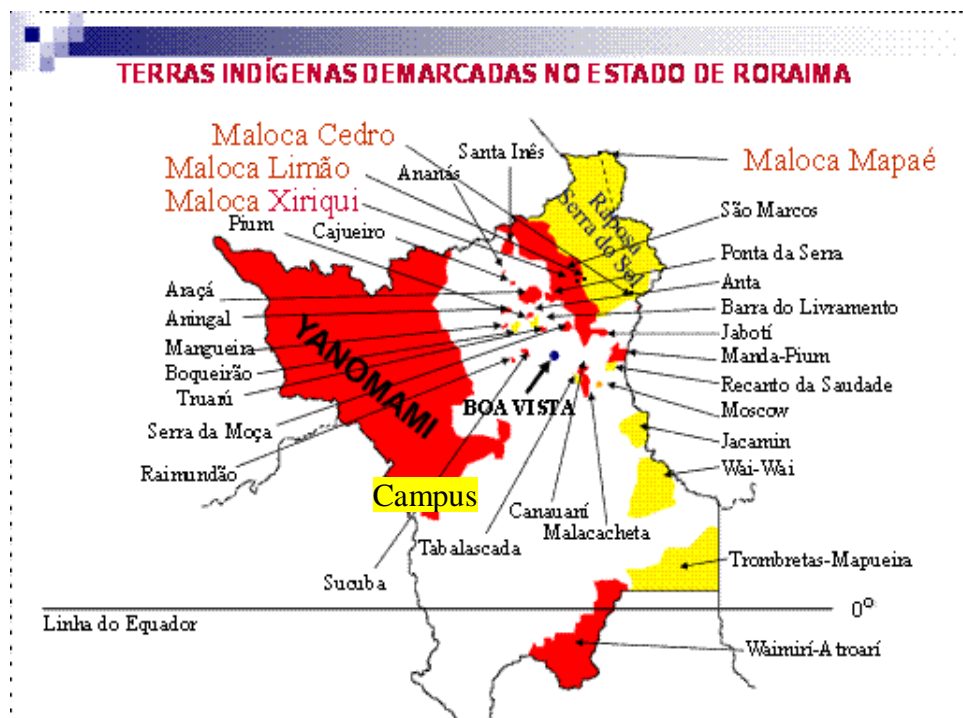 TERRAS INDÍGENAS DEMARCADAS NO ESTADO DE RORAIMA
Maloca Cedro
Maloca Limão
Maloca Xiriqui
Maloca Mapaé
Santa Inês
Ananás
Pium
Cajueiro
Raposa
Serra do Sol
São Marcos
Ponta da Serra
Anta
Barra do Livramento
Jabotí
Manda-Pium
Recanto da Saudade
Moscow
Jacamin
Wai-Wai
Araçá
Aningal
Mangueira
Boqueirão
Truarú
Serra da Moça
Raimundão
YANOMAMI
BOA VISTA
Campus
Canauaní
Malacacheta
Tabalascada
Sucuba
Trombretas-Mapueira
Linha do Equador
0º
Waimirí-Atroarí